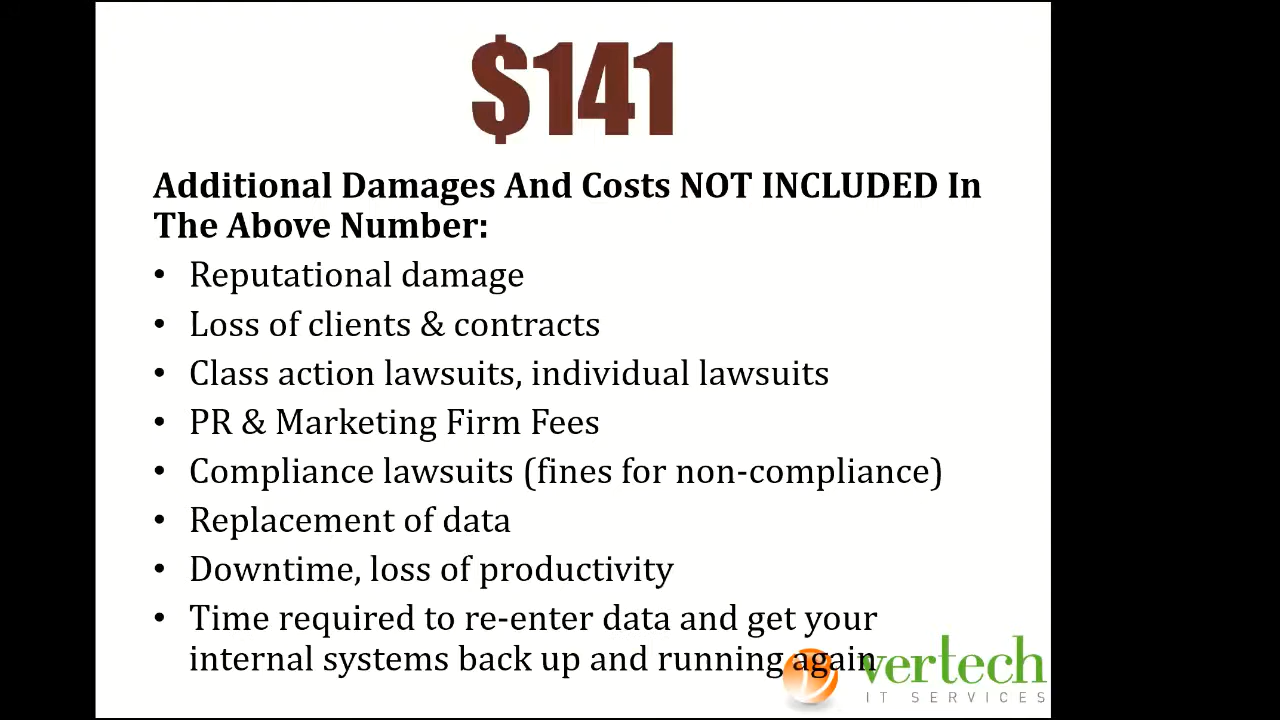 $141
Additional Damages And Costs NOT INCLUDED In
The Above Number:
• Reputational damage
• Loss of clients & contracts
• Class action lawsuits, individual lawsuits
• PR & Marketing Firm Fees
• Compliance lawsuits (fines for non-compliance)
• Replacement of data
• Downtime, loss of productivity
• Time required to re-enter data and get your
internal systems back up and running again
vertech
IT SERVICES